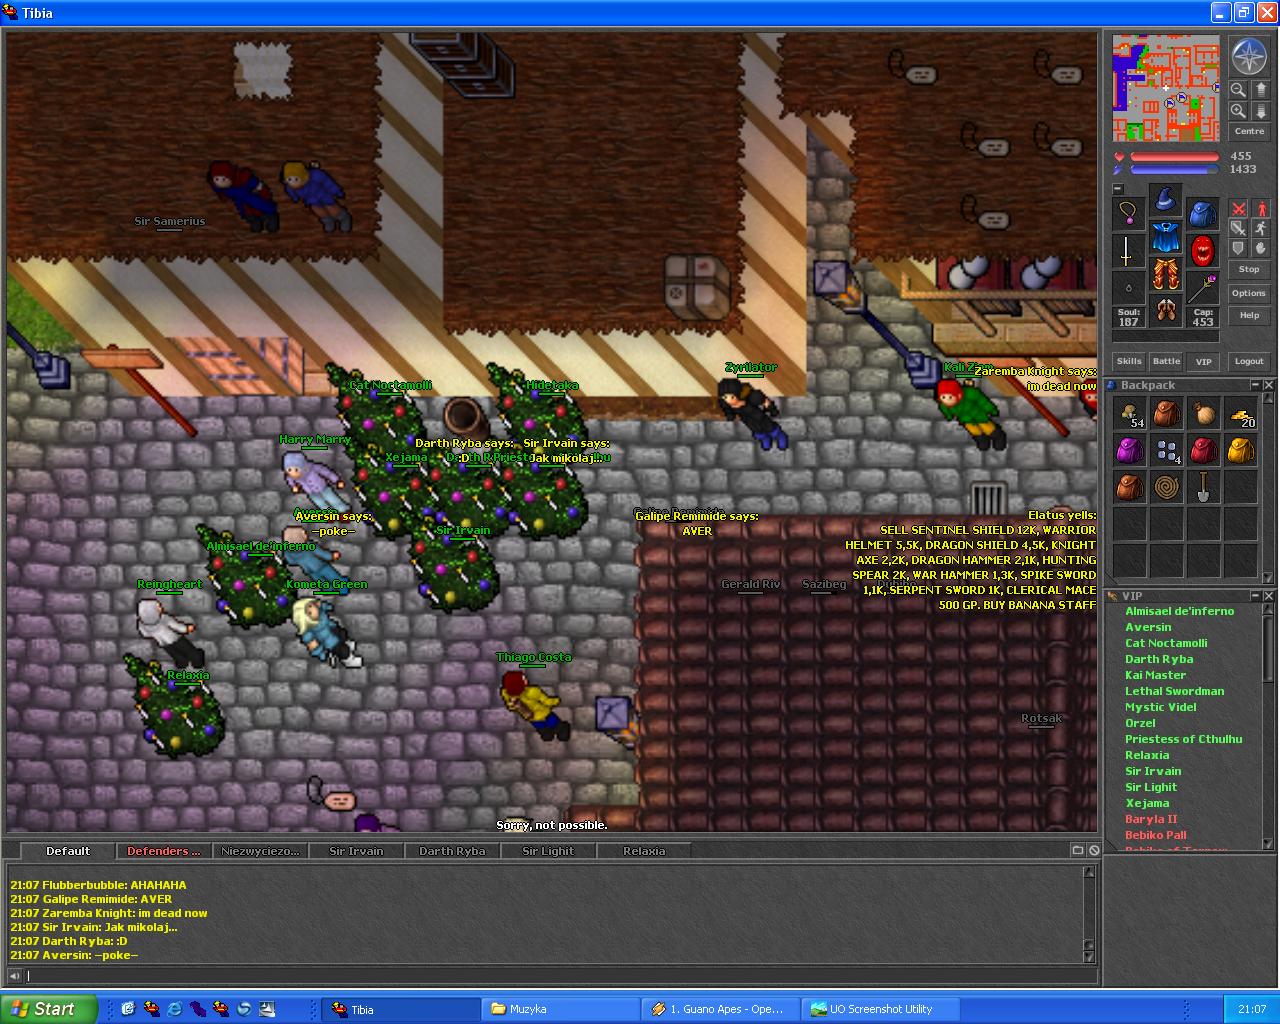 Tibia
Centre
455
1433
Sir Samerius
Soul:
187
Cap:
453
Stop
Options
Help
Skills
Battle
VIP
Logout
Backpack
54
20
4
Zyrilator
Zaremba Knight says:
im dead now
Cat Noctamolli
Hidetaka
Harry Marry
Darth Ryba says:
:D
Sir Irvain says:
Jak mikolaj...
Xejama
Aversin says:
--poke--
Galipe Remimide says:
AVER
Sir Irvain
Almisael de'inferno
Elatus yells:
SELL SENTINEL SHIELD 12K, WARRIOR
HELMET 5,5K, DRAGON SHIELD 4,5K, KNIGHT
AXE 2,2K, DRAGON HAMMER 2,1K, HUNTING
SPEAR 2K, WAR HAMMER 1,3K, SPIKE SWORD
1,1K, SERPENT SWORD 1K, CLERICAL MACE
500 GP. BUY BANANA STAFF
Reingheart
Kometa Green
Gerald Riv
Sazibeg
Thiago Costa
Relaxia
Rotsak
Sorry, not possible.
VIP
Almisael de'inferno
Aversin
Cat Noctamolli
Darth Ryba
Kai Master
Lethal Swordman
Mystic Videl
Orzel
Priestess of Cthulhu
Relaxia
Sir Irvain
Sir Lighit
Xejama
Baryla II
Bebiko Pall
Default
Defenders ...
Niezwyciezo...
Sir Irvain
Darth Ryba
Sir Lighit
Relaxia
21:07 Flubberbubble: AHAHAHA
21:07 Galipe Remimide: AVER
21:07 Zaremba Knight: im dead now
21:07 Sir Irvain: Jak mikolaj...
21:07 Darth Ryba: :D
21:07 Aversin: --poke--
Start
Tibia
Muzyka
1. Guano Apes - Ope...
UO Screenshot Utility
21:07